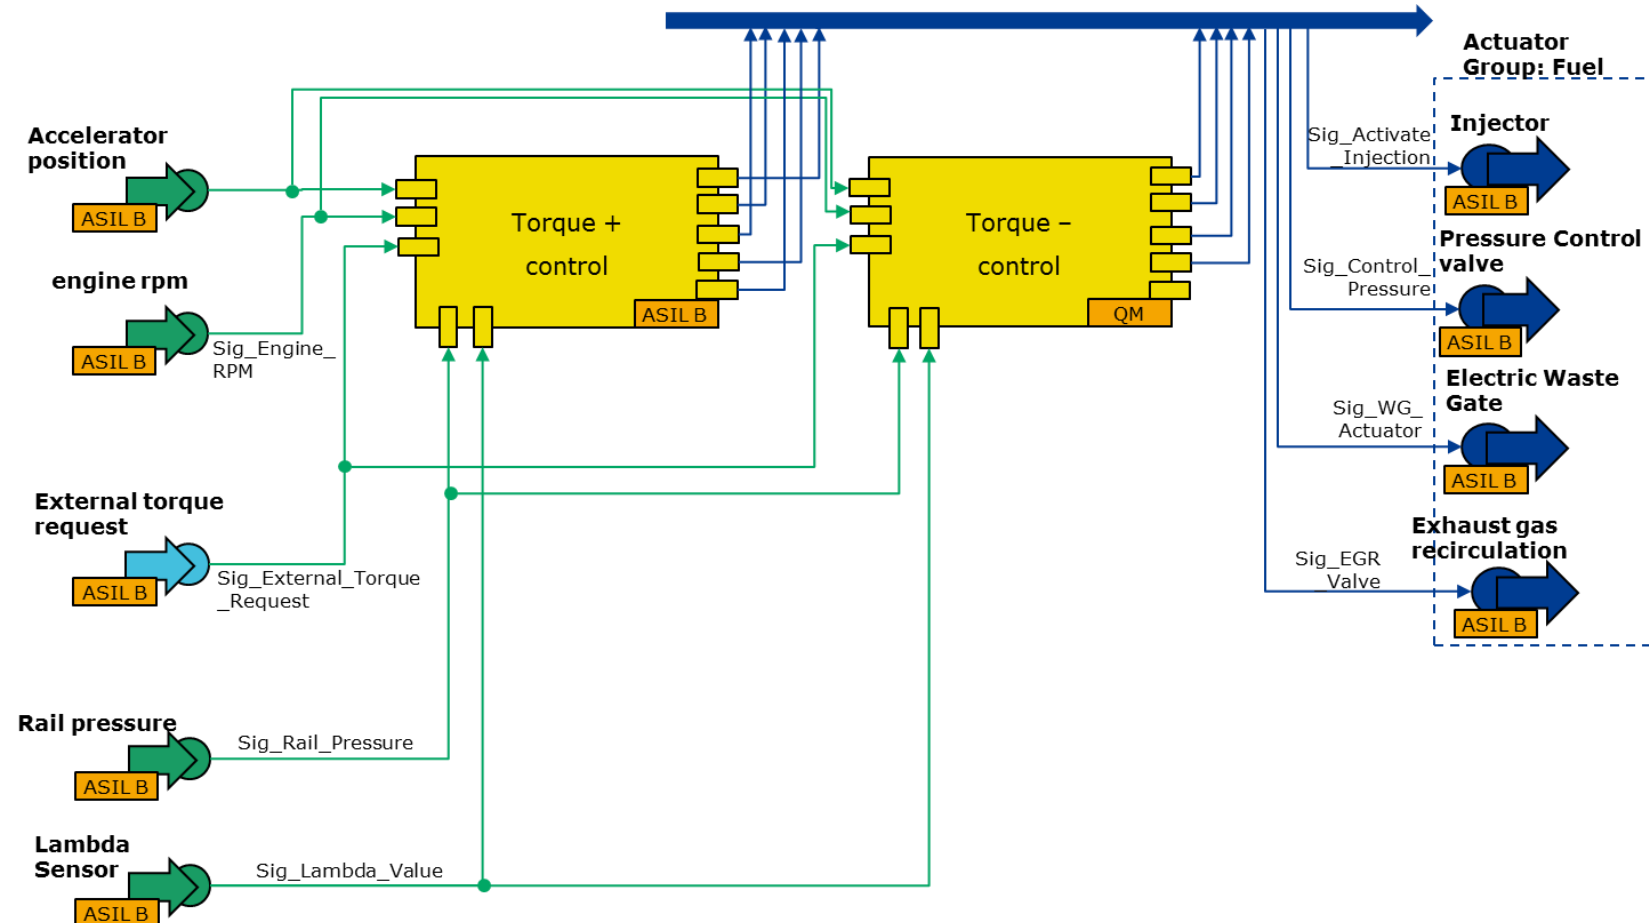 Actuator
Group: Fuel
Accelerator
position
ASIL B
engine rpm
ASIL B
Sig_Engine_
RPM
External torque
request
ASIL B
Sig_External_Torque
_Request
Rail pressure
ASIL B
Sig_Rail_Pressure
Lambda
Sensor
ASIL B
Sig_Lambda_Value
Torque +
control
ASIL B
Torque –
control
QM
Sig_Activate
_Injection
Injector
ASIL B
Sig_Control_
Pressure
Pressure Control
valve
ASIL B
Sig_WG_
Actuator
Electric Waste
Gate
ASIL B
Sig_EGR
_Valve
Exhaust gas
recirculation
ASIL B